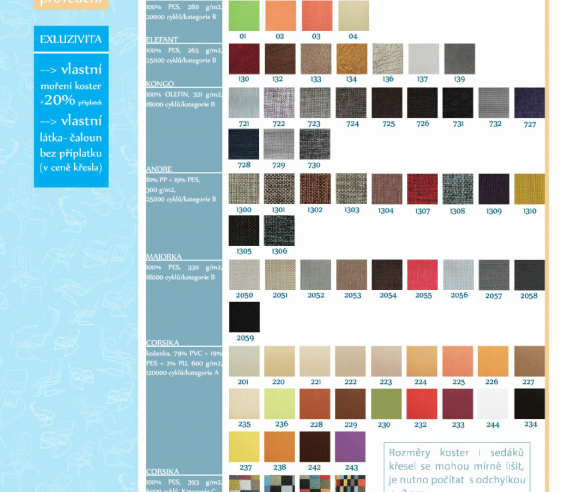 provedení
EXLUZIVITA
--> vlastní
moření koster
+20% příplatek
--> vlastní
látka- čaloun
bez příplatku
(v ceně křesla)
100% PES, 280 g/m2,
20000 cyklů/kategorie B
01 02 03 04
ELEFANT
100% PES, 265 g/m2,
25000 cyklů/kategorie B
130 132 133 134 136 137 139
KONGO
100% OLEFIN, 321 g/m2,
18000 cyklů/kategorie B
721 722 723 724 725 726 731 732 727
728 729 730
ANDRE
81% PP + 19% PES,
300 g/m2,
25000 cyklů/kategorie B
1300 1301 1302 1303 1304 1307 1308 1309 1310
1305 1306
MAJORKA
100% PES, 330 g/m2,
18000 cyklů/kategorie B
2050 2051 2052 2053 2054 2055 2056 2057 2058
2059
CORSIKA
koženka, 79% PVC + 19%
PES + 2% PU, 600 g/m2,
120000 cyklů/kategorie A
201 220 221 222 223 224 225 226 227
235 236 228 229 230 232 233 244 234
237 238 242 243
CORSIKA
100% PES, 393 g/m2,
Rozměry koster i sedáků
křesel se mohou mírně lišit,
je nutno počítat s odchylkou